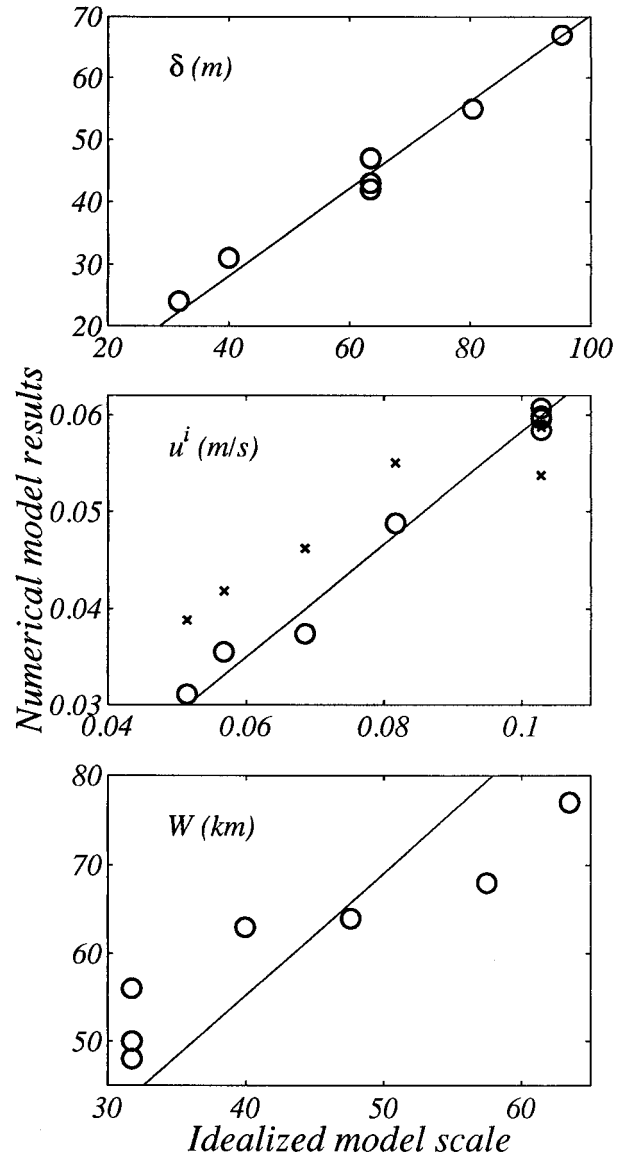 Numerical model results
70
60
50
40
30
20
δ (m)
20 40 60 80 100
0.06
0.05
0.04
0.03
uⁱ (m/s)
0.04 0.06 0.08 0.1
80
70
60
50
W (km)
30 40 50 60
Idealized model scale